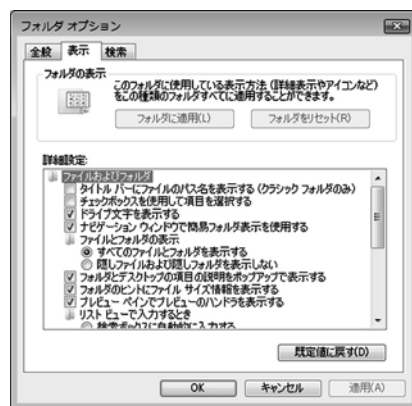 フォルダ オプション
全般 表示 検索
フォルダの表示
このフォルダに使用している表示方法 (詳細表示やアイコンなど)
をこの種類のフォルダすべてに適用することができます。
フォルダに適用(L) フォルダをリセット(R)
詳細設定:
ファイルおよびフォルダ
タイトル バーにファイルのパス名を表示する (クラシック フォルダのみ)
チェックボックスを使用して項目を選択する
ドライブ文字を表示する
ナビゲーション ウィンドウで簡易フォルダ表示を使用する
ファイルとフォルダの表示
すべてのファイルとフォルダを表示する
隠しファイルおよび隠しフォルダを表示しない
フォルダとデスクトップの項目の説明をポップアップで表示する
フォルダのヒントにファイル サイズ情報を表示する
プレビュー ペインでプレビューのハンドラを表示する
リスト ビューで入力するとき
検索ボックスに自動的に入力する
既定値に戻す(D)
OK キャンセル 適用(A)